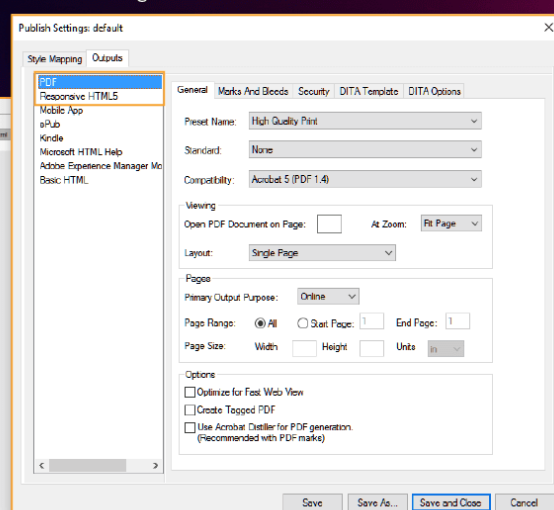 Publish Settings: default
Style Mapping Outputs
PDF
Responsive HTML5
Mobile App
ePub
Kindle
Microsoft HTML Help
Adobe Experience Manager Mo
Basic HTML
General Marks And Bleeds Security DITA Template DITA Options
Preset Name: High Quality Print
Standard: None
Compatibility: Acrobat 5 (PDF 1.4)
Viewing
Open PDF Document on Page: At Zoom: Fit Page
Layout: Single Page
Pages
Primary Output Purpose: Online
Page Range: All Start Page: 1 End Page: 1
Page Size: Width Height Units in
Options
Optimize for Fast Web View
Create Tagged PDF
Use Acrobat Distiller for PDF generation.
(Recommended with PDF marks)
Save Save As... Save and Close Cancel